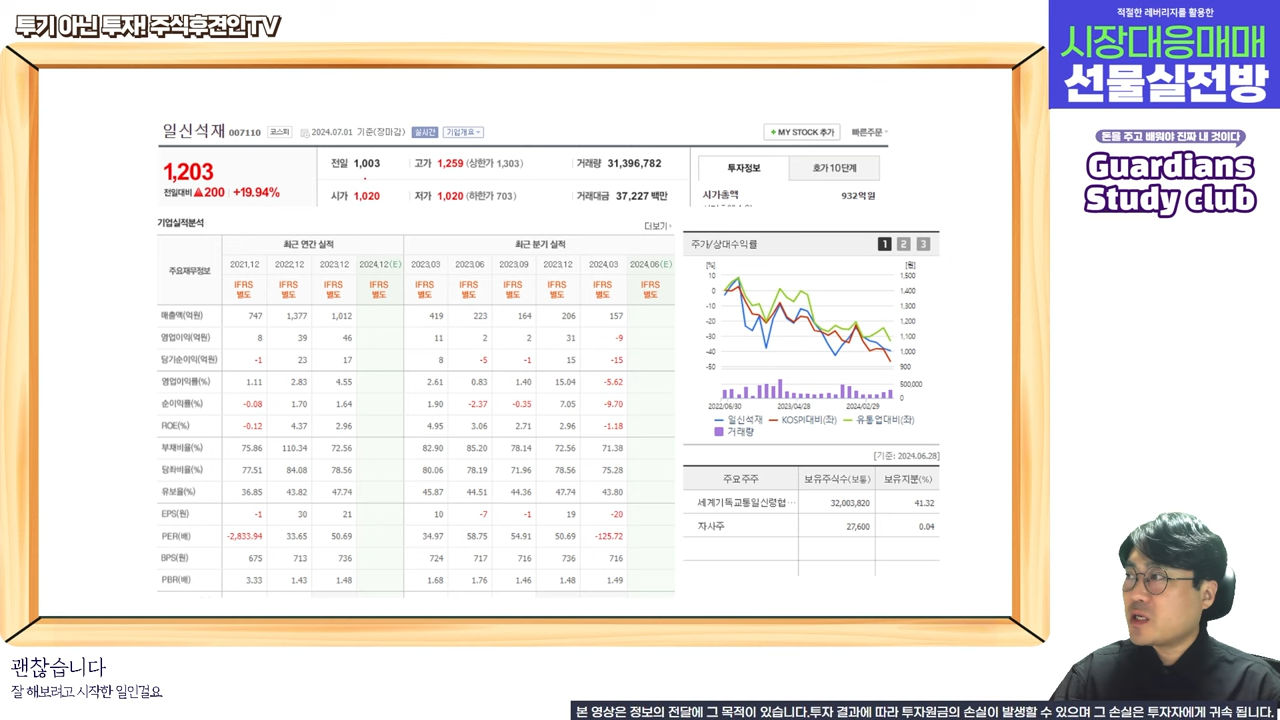 투기 아닌 투재! 주식후견인TV
적절한 레버리지를 활용한
시장대응매매
선물실전방
돈을 주고 배워야 진짜 내 것이다
Guardians
Study club
일신석재 007110 코스피 2024.07.01 기준(장마감) 실시간 기업개요
+ MY STOCK 추가 빠른주문
1,203
전일대비 ▲200 +19.94%
전일 1,003 고가 1,259 (상한가 1,303) 거래량 31,396,782
시가 1,020 저가 1,020 (하한가 703) 거래대금 37,227 백만
투자정보 호가 10단계
시가총액 932억원
기업실적분석 더보기
주요재무정보 최근 연간 실적 최근 분기 실적
2021.12 2022.12 2023.12 2024.12(E) 2023.03 2023.06 2023.09 2023.12 2024.03 2024.06(E)
IFRS IFRS IFRS IFRS IFRS IFRS IFRS IFRS IFRS IFRS
별도 별도 별도 별도 별도 별도 별도 별도 별도 별도
매출액(억원) 747 1,377 1,012 419 223 164 206 157
영업이익(억원) 8 39 46 11 2 2 31 -9
당기순이익(억원) -1 23 17 8 -5 -1 15 -15
영업이익률(%) 1.11 2.83 4.55 2.61 0.83 1.40 15.04 -5.62
순이익률(%) -0.08 1.70 1.64 1.90 -2.37 -0.35 7.05 -9.70
ROE(%) -0.12 4.37 2.96 4.95 3.06 2.71 2.96 -1.18
부채비율(%) 75.86 110.34 72.56 82.90 85.20 78.14 72.56 71.38
당좌비율(%) 77.51 84.08 78.56 80.06 78.19 71.96 78.56 75.28
유보율(%) 36.85 43.82 47.74 45.87 44.51 44.36 47.74 43.80
EPS(원) -1 30 21 10 -7 -1 19 -20
PER(배) -2,833.94 33.65 50.69 34.97 58.75 54.91 50.69 -125.72
BPS(원) 675 713 736 724 717 716 736 716
PBR(배) 3.33 1.43 1.48 1.68 1.76 1.46 1.48 1.49
주가/상대수익률 1 2 3
[%] [원]
10 1,500
0 1,400
-10 1,300
-20 1,200
-30 1,100
-40 1,000
-50 900
500,000
0
2022/06/30 2023/04/28 2024/02/29
일신석재 KOSPI대비(좌) 유통업대비(좌)
거래량
[기준: 2024.06.28]
주요주주 보유주식수(보통) 보유지분(%)
세계기독교통일신령협… 32,003,820 41.32
자사주 27,600 0.04
괜찮습니다
잘 해보려고 시작한 일인걸요
본 영상은 정보의 전달에 그 목적이 있습니다.투자 결과에 따라 투자원금의 손실이 발생할 수 있으며 그 손실은 투자자에게 귀속 됩니다.